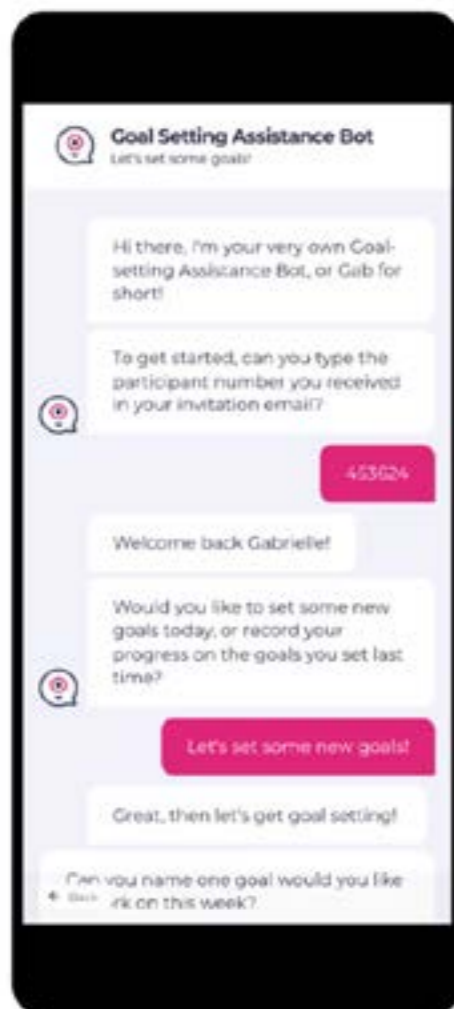 Goal Setting Assistance Bot
Let's set some goals!
Hi there, I'm your very own Goal-
setting Assistance Bot, or Gab for
short!
To get started, can you type the
participant number you received
in your invitation email?
453624
Welcome back Gabrielle!
Would you like to set some new
goals today, or record your
progress on the goals you set last
time?
Let's set some new goals!
Great, then let's get goal setting!
Can you name one goal would you like
← Back rk on this week?